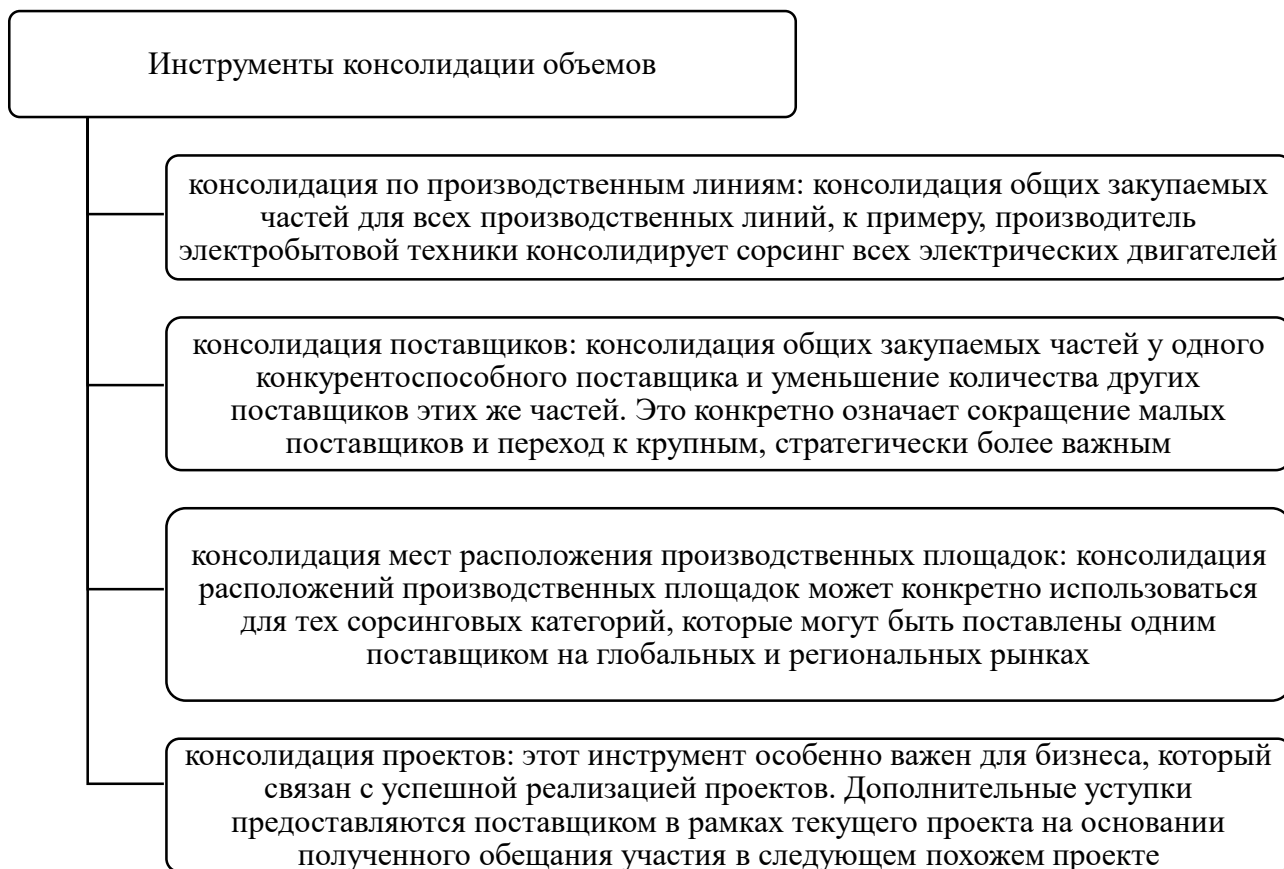 Инструменты консолидации объемов
консолидация по производственным линиям: консолидация общих закупаемых
частей для всех производственных линий, к примеру, производитель
электробытовой техники консолидирует сорсинг всех электрических двигателей
консолидация поставщиков: консолидация общих закупаемых частей у одного
конкурентоспособного поставщика и уменьшение количества других
поставщиков этих же частей. Это конкретно означает сокращение малых
поставщиков и переход к крупным, стратегически более важным
консолидация мест расположения производственных площадок: консолидация
расположений производственных площадок может конкретно использоваться
для тех сорсинговых категорий, которые могут быть поставлены одним
поставщиком на глобальных и региональных рынках
консолидация проектов: этот инструмент особенно важен для бизнеса, который
связан с успешной реализацией проектов. Дополнительные уступки
предоставляются поставщиком в рамках текущего проекта на основании
полученного обещания участия в следующем похожем проекте